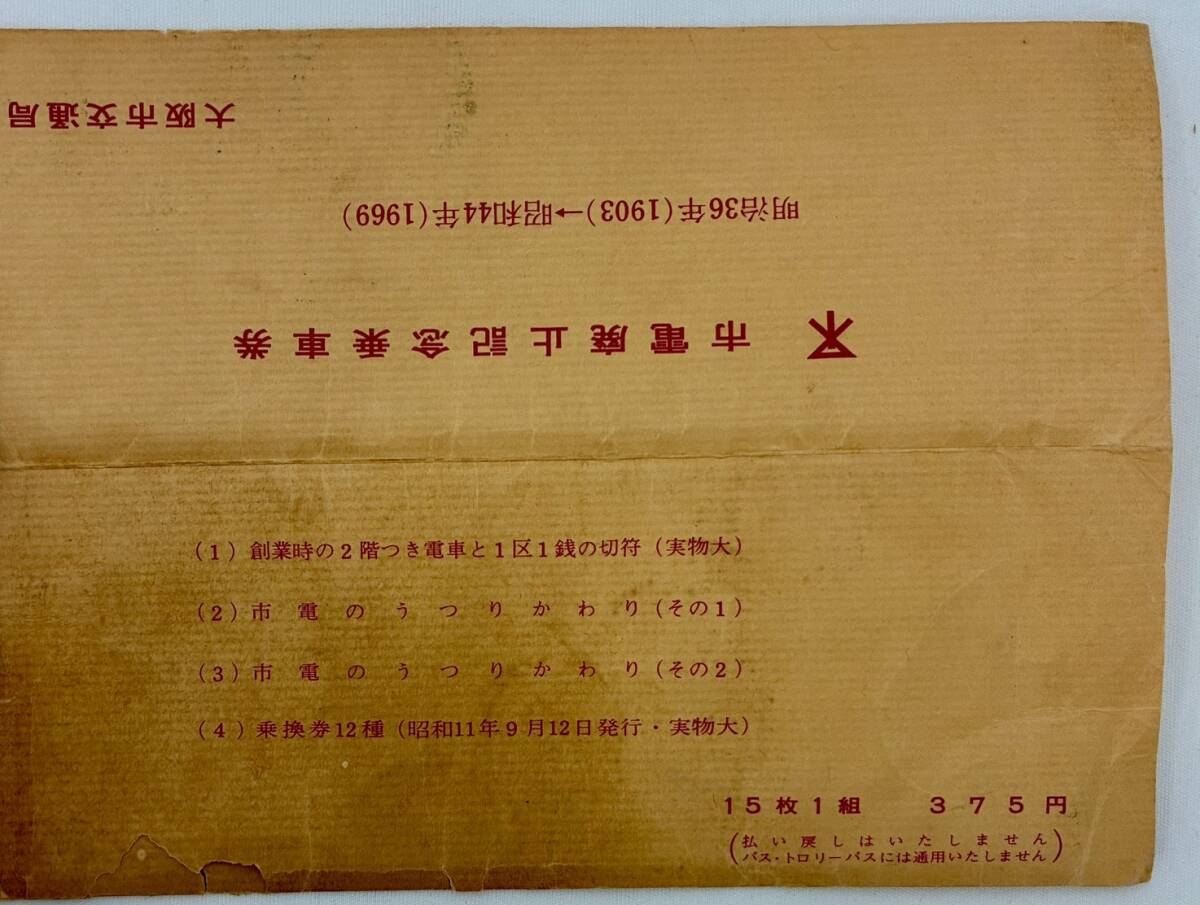 市電廃止記念乗車券
明治36年(1903)→昭和44年(1969)
大阪市交通局
(1) 創業時の2階つき電車と1区1銭の切符(実物大)
(2) 市電のうつりかわり(その1)
(3) 市電のうつりかわり(その2)
(4) 乗換券12種(昭和11年9月12日発行・実物大)
15枚1組 375円
(払い戻しはいたしません
バス・トロリーバスには通用いたしません)